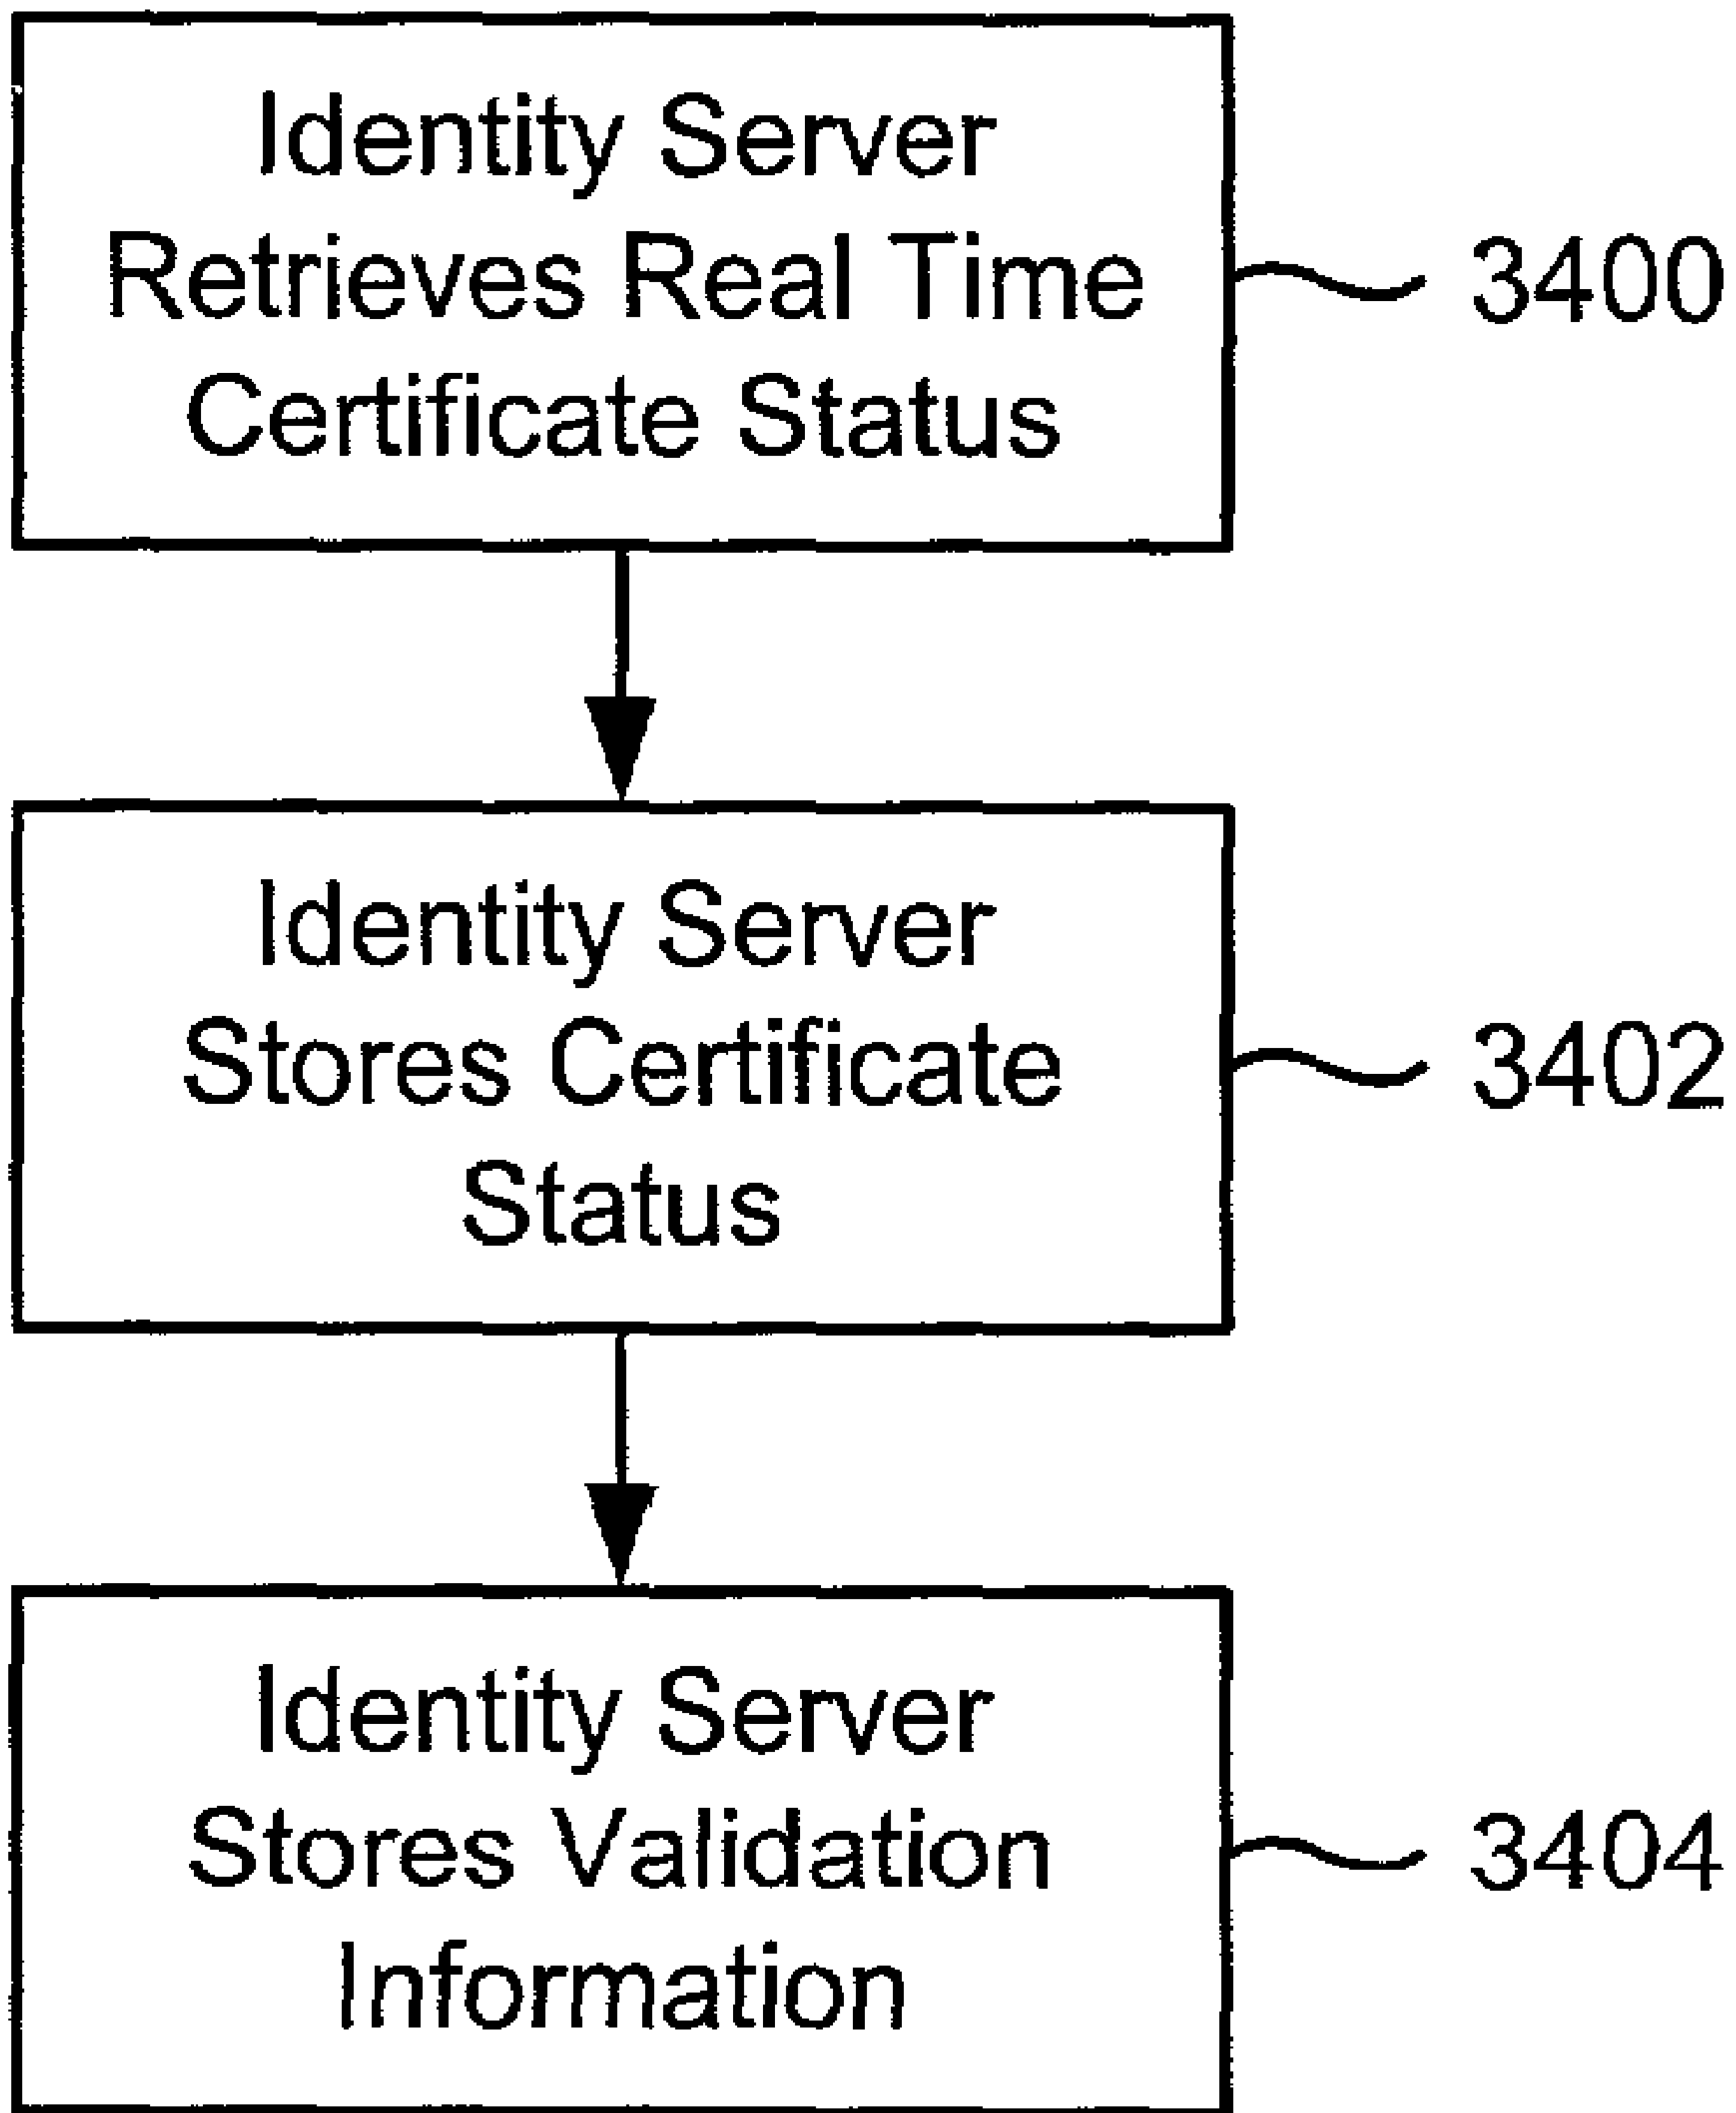 Identity Server
Retrieves Real Time
Certificate Status
3400
Identity Server
Stores Certificate
Status
3402
Identity Server
Stores Validation
Information
3404